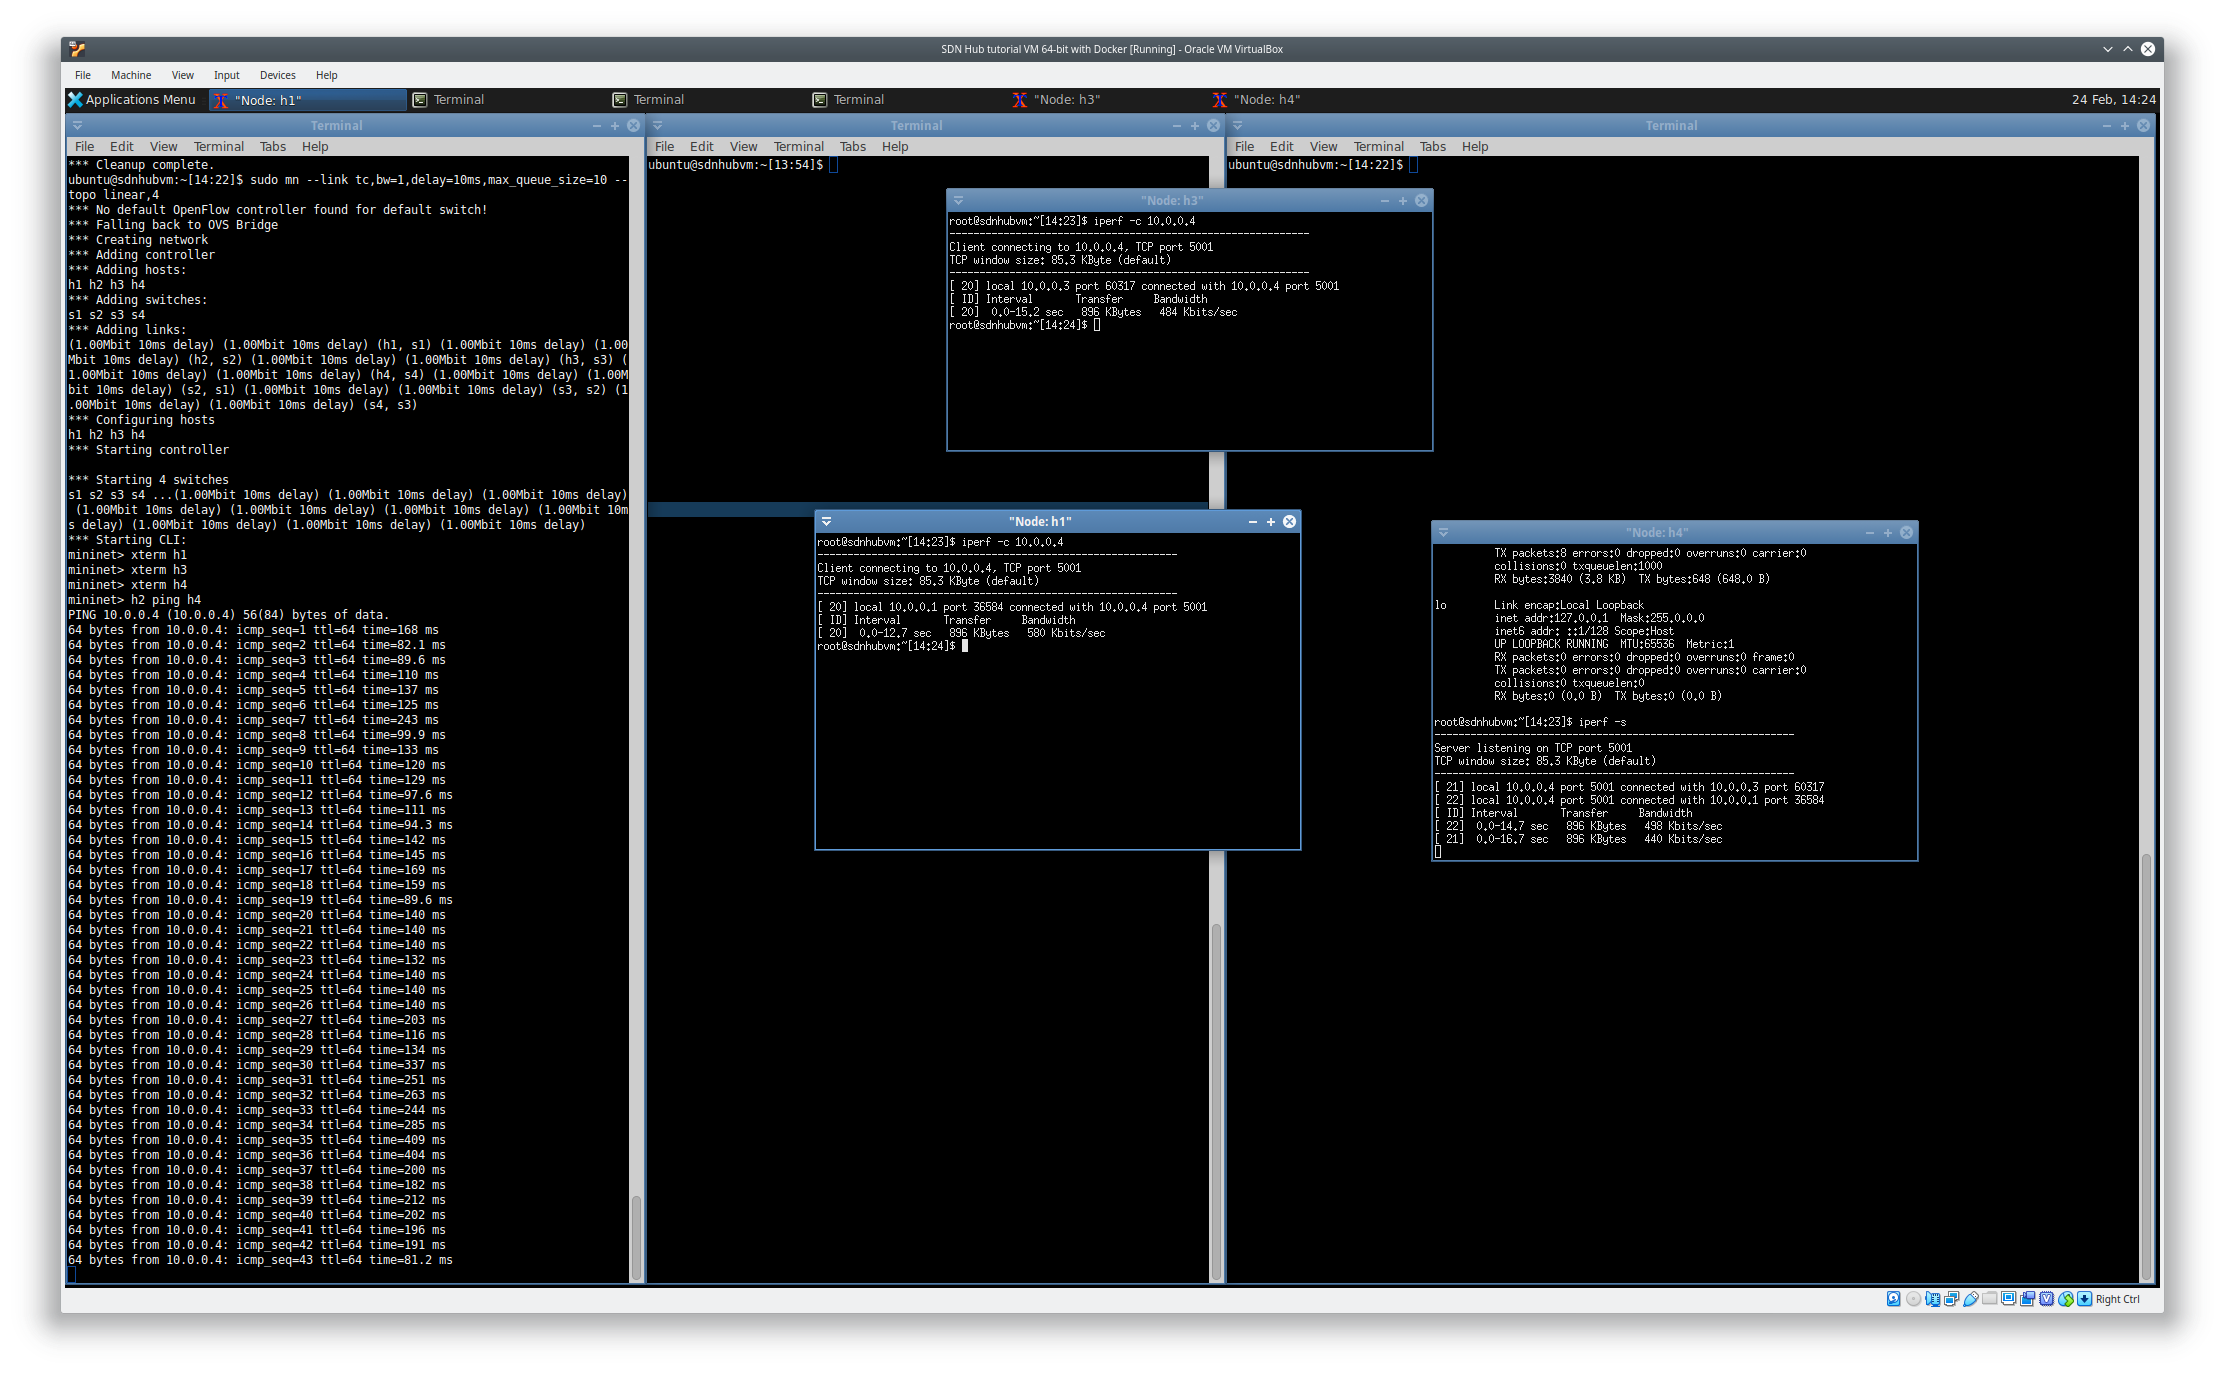 SDN Hub tutorial VM 64-bit with Docker [Running] - Oracle VM VirtualBox
File Machine View Input Devices Help
Applications Menu "Node: h1" Terminal Terminal Terminal "Node: h3" "Node: h4" 24 Feb, 14:24
Terminal
File Edit View Terminal Tabs Help
*** Cleanup complete.
ubuntu@sdnhubvm:~[14:22]$ sudo mn --link tc,bw=1,delay=10ms,max_queue_size=10 --
topo linear,4
*** No default OpenFlow controller found for default switch!
*** Falling back to OVS Bridge
*** Creating network
*** Adding controller
*** Adding hosts:
h1 h2 h3 h4
*** Adding switches:
s1 s2 s3 s4
*** Adding links:
(1.00Mbit 10ms delay) (1.00Mbit 10ms delay) (h1, s1) (1.00Mbit 10ms delay) (1.00
Mbit 10ms delay) (h2, s2) (1.00Mbit 10ms delay) (1.00Mbit 10ms delay) (h3, s3) (
1.00Mbit 10ms delay) (1.00Mbit 10ms delay) (h4, s4) (1.00Mbit 10ms delay) (1.00M
bit 10ms delay) (s2, s1) (1.00Mbit 10ms delay) (1.00Mbit 10ms delay) (s3, s2) (1
.00Mbit 10ms delay) (1.00Mbit 10ms delay) (s4, s3)
*** Configuring hosts
h1 h2 h3 h4
*** Starting controller
*** Starting 4 switches
s1 s2 s3 s4 ...(1.00Mbit 10ms delay) (1.00Mbit 10ms delay) (1.00Mbit 10ms delay)
(1.00Mbit 10ms delay) (1.00Mbit 10ms delay) (1.00Mbit 10ms delay) (1.00Mbit 10m
s delay) (1.00Mbit 10ms delay) (1.00Mbit 10ms delay) (1.00Mbit 10ms delay)
*** Starting CLI:
mininet> xterm h1
mininet> xterm h3
mininet> xterm h4
mininet> h2 ping h4
PING 10.0.0.4 (10.0.0.4) 56(84) bytes of data.
64 bytes from 10.0.0.4: icmp_seq=1 ttl=64 time=168 ms
64 bytes from 10.0.0.4: icmp_seq=2 ttl=64 time=82.1 ms
64 bytes from 10.0.0.4: icmp_seq=3 ttl=64 time=89.6 ms
64 bytes from 10.0.0.4: icmp_seq=4 ttl=64 time=110 ms
64 bytes from 10.0.0.4: icmp_seq=5 ttl=64 time=137 ms
64 bytes from 10.0.0.4: icmp_seq=6 ttl=64 time=125 ms
64 bytes from 10.0.0.4: icmp_seq=7 ttl=64 time=243 ms
64 bytes from 10.0.0.4: icmp_seq=8 ttl=64 time=99.9 ms
64 bytes from 10.0.0.4: icmp_seq=9 ttl=64 time=133 ms
64 bytes from 10.0.0.4: icmp_seq=10 ttl=64 time=120 ms
64 bytes from 10.0.0.4: icmp_seq=11 ttl=64 time=129 ms
64 bytes from 10.0.0.4: icmp_seq=12 ttl=64 time=97.6 ms
64 bytes from 10.0.0.4: icmp_seq=13 ttl=64 time=111 ms
64 bytes from 10.0.0.4: icmp_seq=14 ttl=64 time=94.3 ms
64 bytes from 10.0.0.4: icmp_seq=15 ttl=64 time=142 ms
64 bytes from 10.0.0.4: icmp_seq=16 ttl=64 time=145 ms
64 bytes from 10.0.0.4: icmp_seq=17 ttl=64 time=169 ms
64 bytes from 10.0.0.4: icmp_seq=18 ttl=64 time=159 ms
64 bytes from 10.0.0.4: icmp_seq=19 ttl=64 time=89.6 ms
64 bytes from 10.0.0.4: icmp_seq=20 ttl=64 time=140 ms
64 bytes from 10.0.0.4: icmp_seq=21 ttl=64 time=140 ms
64 bytes from 10.0.0.4: icmp_seq=22 ttl=64 time=140 ms
64 bytes from 10.0.0.4: icmp_seq=23 ttl=64 time=132 ms
64 bytes from 10.0.0.4: icmp_seq=24 ttl=64 time=140 ms
64 bytes from 10.0.0.4: icmp_seq=25 ttl=64 time=140 ms
64 bytes from 10.0.0.4: icmp_seq=26 ttl=64 time=140 ms
64 bytes from 10.0.0.4: icmp_seq=27 ttl=64 time=203 ms
64 bytes from 10.0.0.4: icmp_seq=28 ttl=64 time=116 ms
64 bytes from 10.0.0.4: icmp_seq=29 ttl=64 time=134 ms
64 bytes from 10.0.0.4: icmp_seq=30 ttl=64 time=337 ms
64 bytes from 10.0.0.4: icmp_seq=31 ttl=64 time=251 ms
64 bytes from 10.0.0.4: icmp_seq=32 ttl=64 time=263 ms
64 bytes from 10.0.0.4: icmp_seq=33 ttl=64 time=244 ms
64 bytes from 10.0.0.4: icmp_seq=34 ttl=64 time=285 ms
64 bytes from 10.0.0.4: icmp_seq=35 ttl=64 time=409 ms
64 bytes from 10.0.0.4: icmp_seq=36 ttl=64 time=404 ms
64 bytes from 10.0.0.4: icmp_seq=37 ttl=64 time=200 ms
64 bytes from 10.0.0.4: icmp_seq=38 ttl=64 time=182 ms
64 bytes from 10.0.0.4: icmp_seq=39 ttl=64 time=212 ms
64 bytes from 10.0.0.4: icmp_seq=40 ttl=64 time=202 ms
64 bytes from 10.0.0.4: icmp_seq=41 ttl=64 time=196 ms
64 bytes from 10.0.0.4: icmp_seq=42 ttl=64 time=191 ms
64 bytes from 10.0.0.4: icmp_seq=43 ttl=64 time=81.2 ms
Terminal
File Edit View Terminal Tabs Help
ubuntu@sdnhubvm:~[13:54]$
Terminal
File Edit View Terminal Tabs Help
ubuntu@sdnhubvm:~[14:22]$
"Node: h3"
root@sdnhubvm:~[14:23]$ iperf -c 10.0.0.4
------------------------------------------------------------
Client connecting to 10.0.0.4, TCP port 5001
TCP window size: 85.3 KByte (default)
------------------------------------------------------------
[ 20] local 10.0.0.3 port 60317 connected with 10.0.0.4 port 5001
[ ID] Interval Transfer Bandwidth
[ 20] 0.0-15.2 sec 896 KBytes 484 Kbits/sec
root@sdnhubvm:~[14:24]$
"Node: h1"
root@sdnhubvm:~[14:23]$ iperf -c 10.0.0.4
------------------------------------------------------------
Client connecting to 10.0.0.4, TCP port 5001
TCP window size: 85.3 KByte (default)
------------------------------------------------------------
[ 20] local 10.0.0.1 port 36584 connected with 10.0.0.4 port 5001
[ ID] Interval Transfer Bandwidth
[ 20] 0.0-12.7 sec 896 KBytes 580 Kbits/sec
root@sdnhubvm:~[14:24]$
"Node: h4"
TX packets:8 errors:0 dropped:0 overruns:0 carrier:0
collisions:0 txqueuelen:1000
RX bytes:3840 (3.8 KB) TX bytes:648 (648.0 B)
lo Link encap:Local Loopback
inet addr:127.0.0.1 Mask:255.0.0.0
inet6 addr: ::1/128 Scope:Host
UP LOOPBACK RUNNING MTU:65536 Metric:1
RX packets:0 errors:0 dropped:0 overruns:0 frame:0
TX packets:0 errors:0 dropped:0 overruns:0 carrier:0
collisions:0 txqueuelen:0
RX bytes:0 (0.0 B) TX bytes:0 (0.0 B)
root@sdnhubvm:~[14:23]$ iperf -s
------------------------------------------------------------
Server listening on TCP port 5001
TCP window size: 85.3 KByte (default)
------------------------------------------------------------
[ 21] local 10.0.0.4 port 5001 connected with 10.0.0.3 port 60317
[ 22] local 10.0.0.4 port 5001 connected with 10.0.0.1 port 36584
[ ID] Interval Transfer Bandwidth
[ 22] 0.0-14.7 sec 896 KBytes 498 Kbits/sec
[ 21] 0.0-16.7 sec 896 KBytes 440 Kbits/sec
Right Ctrl